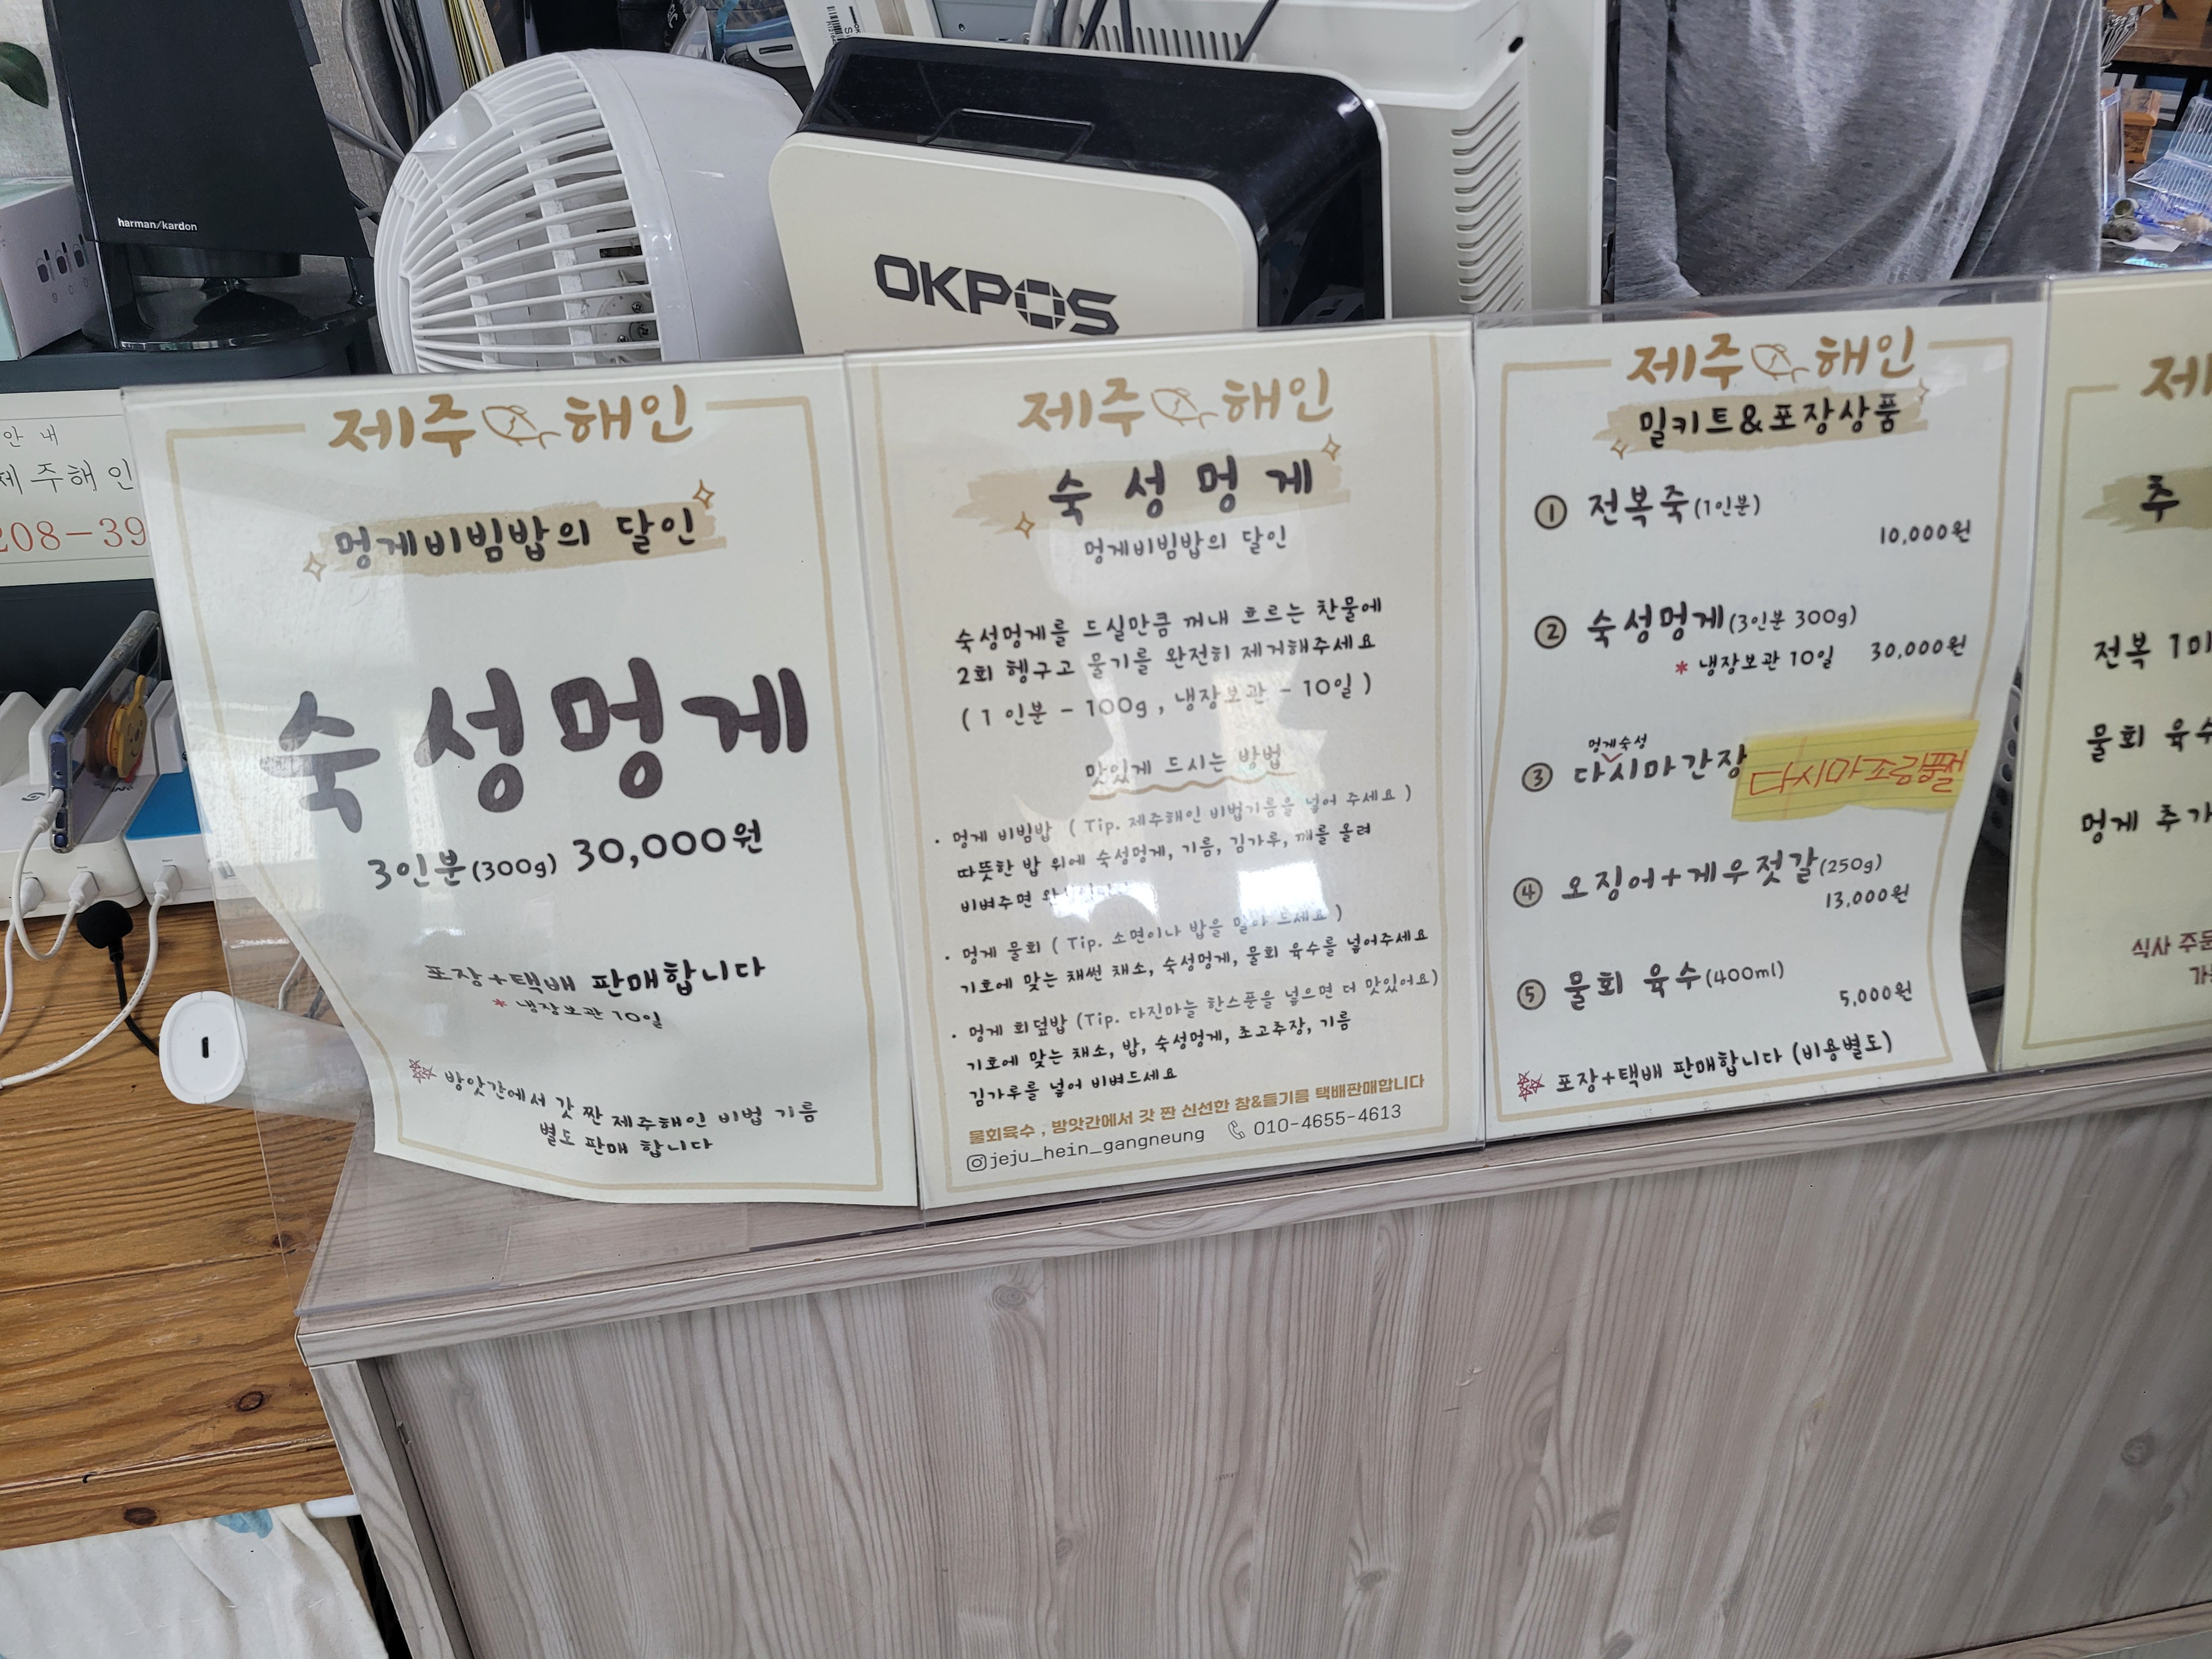 harman/kardon
OKPOS
안내
제주해인
208-39
제주 해인
멍게비빔밥의 달인
숙성멍게
3인분(300g) 30,000원
포장+택배 판매합니다
* 냉장보관 10일
방앗간에서 갓 짠 제주해인 비법 기름
별도 판매 합니다
제주 해인
숙성멍게
멍게비빔밥의 달인
숙성멍게를 드실만큼 꺼내 흐르는 찬물에
2회 헹구고 물기를 완전히 제거해주세요
( 1 인분 - 100g , 냉장보관 - 10일 )
맛있게 드시는 방법
· 멍게 비빔밥 ( Tip. 제주해인 비법기름을 넣어 주세요 )
따뜻한 밥 위에 숙성멍게, 기름, 김가루, 깨를 올려
비벼주면
· 멍게 물회 ( Tip. 소면이나 밥을 말아 드세요 )
기호에 맞는 채썬 채소, 숙성멍게, 물회 육수를 넣어주세요
· 멍게 회덮밥 (Tip. 다진마늘 한스푼을 넣으면 더 맛있어요)
기호에 맞는 채소, 밥, 숙성멍게, 초고추장, 기름
김가루를 넣어 비벼드세요
물회육수 , 방앗간에서 갓 짠 신선한 참&들기름 택배판매합니다
jeju_hein_gangneung 010-4655-4613
제주 해인
밀키트&포장상품
① 전복죽(1인분)
10,000원
② 숙성멍게(3인분 300g)
* 냉장보관 10일 30,000원
멍게숙성
③ 다시마간장
다시마조림
④ 오징어+게우젓갈(250g)
13,000원
⑤ 물회 육수(400ml)
5,000원
포장+택배 판매합니다 (비용별도)
제
추
전복 1
물회 육수
멍게 추가
식사 주문